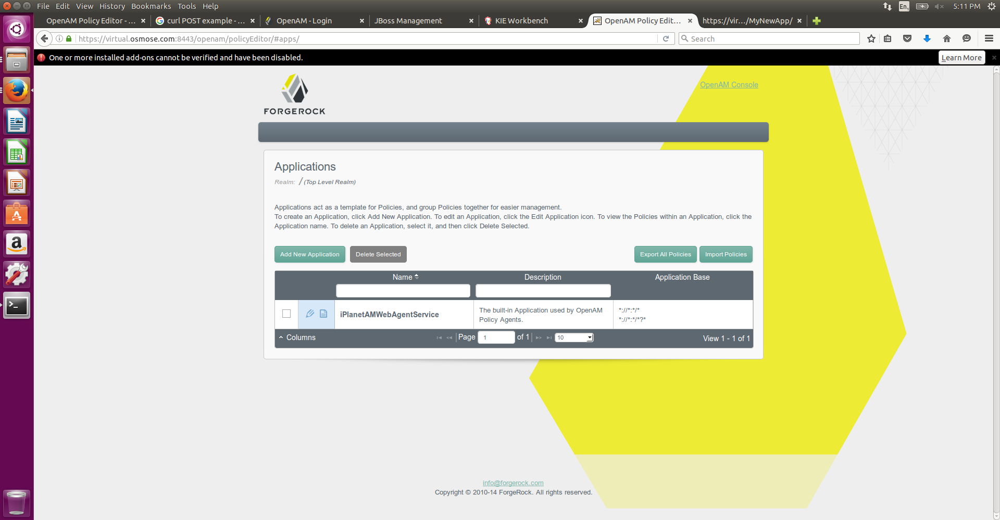 File Edit View History Bookmarks Tools Help
En1
5:11 PM
OpenAM Policy Editor - ...
curl POST example - ...
OpenAM - Login
JBoss Management
KIE Workbench
OpenAM Policy Edit...
https://vir.../MyNewApp/
https://virtual.osmose.com:8443/openam/policyEditor/#apps/
Search
One or more installed add-ons cannot be verified and have been disabled.
Learn More
FORGEROCK
OpenAM Console
Applications
Realm: / (Top Level Realm)
Applications act as a template for Policies, and group Policies together for easier management.
To create an Application, click Add New Application. To edit an Application, click the Edit Application icon. To view the Policies within an Application, click the
Application name. To delete an Application, select it, and then click Delete Selected.
Add New Application
Delete Selected
Export All Policies
Import Policies
Name
Description
Application Base
iPlanetAMWebAgentService
The built-in Application used by OpenAM
Policy Agents.
*://*:*/*
*://*:*/*?*
Columns
Page 1 of 1
10
View 1 - 1 of 1
info@forgerock.com
Copyright © 2010-14 ForgeRock. All rights reserved.